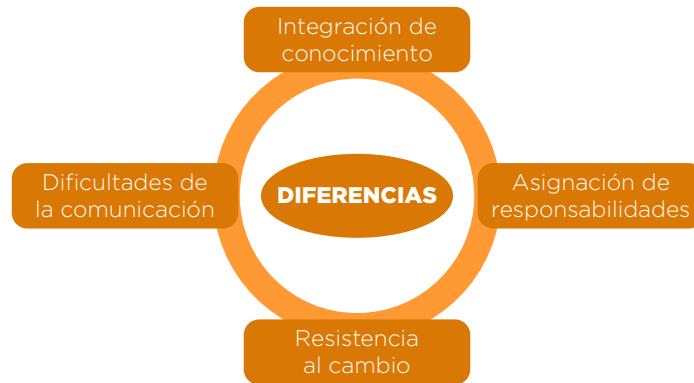 Integración de
conocimiento
Dificultades de
la comunicación
DIFERENCIAS
Asignación de
responsabilidades
Resistencia
al cambio